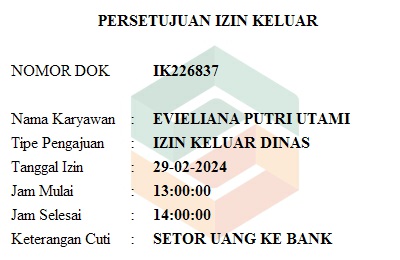 PERSETUJUAN IZIN KELUAR
NOMOR DOK IK226837
Nama Karyawan : EVIELIANA PUTRI UTAMI
Tipe Pengajuan : IZIN KELUAR DINAS
Tanggal Izin : 29-02-2024
Jam Mulai : 13:00:00
Jam Selesai : 14:00:00
Keterangan Cuti : SETOR UANG KE BANK